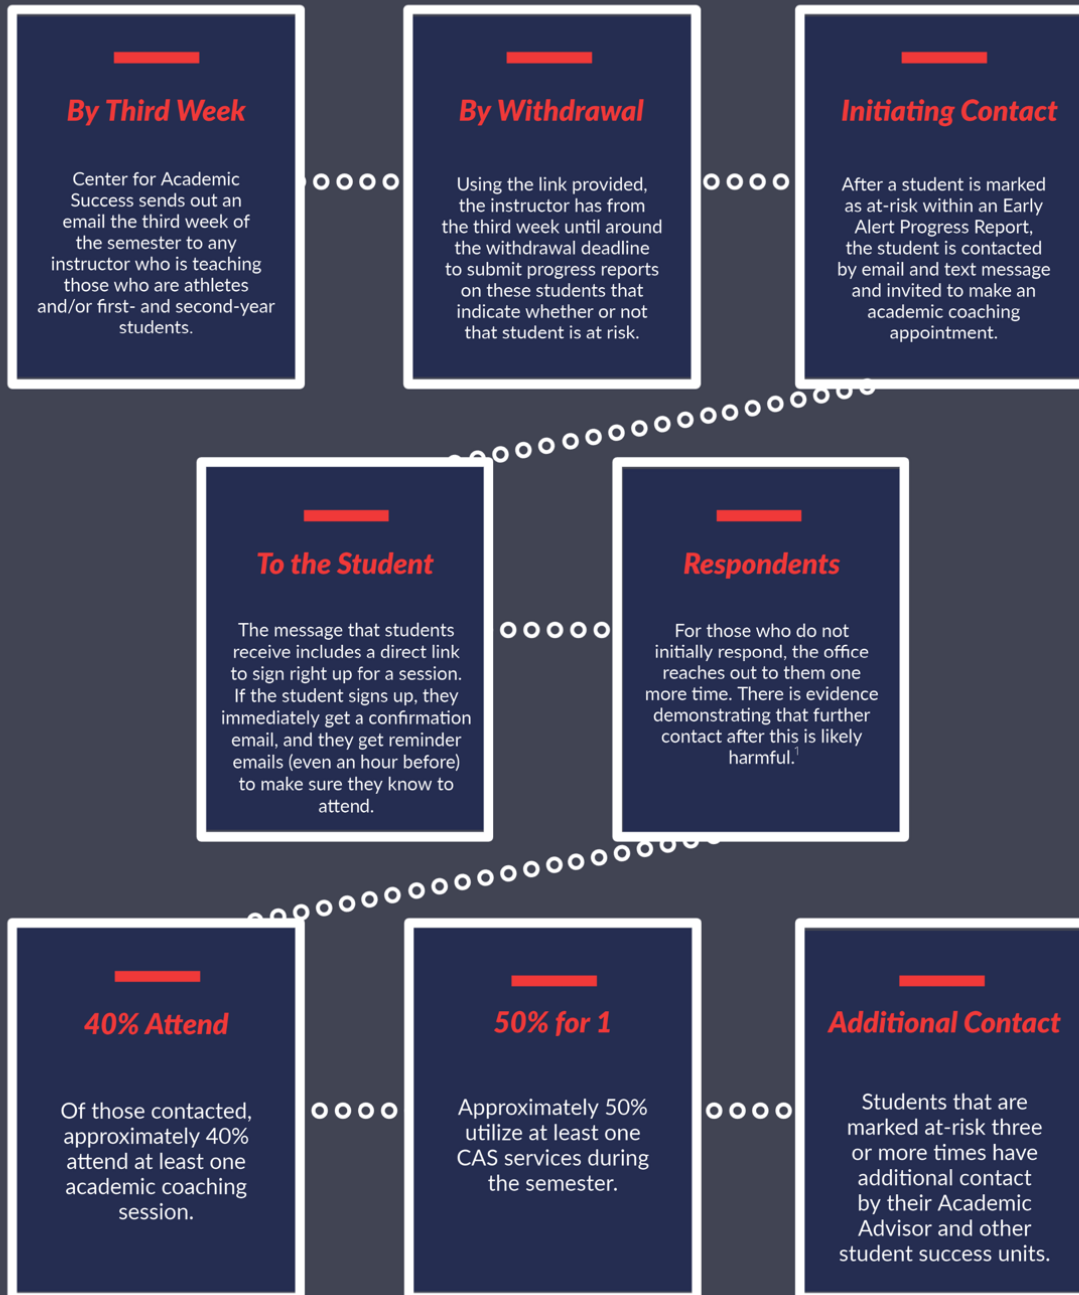 By Third Week
Center for Academic
Success sends out an
email the third week of
the semester to any
instructor who is teaching
those who are athletes
and/or first- and second-year
students.
By Withdrawal
Using the link provided,
the instructor has from
the third week until around
the withdrawal deadline
to submit progress reports
on these students that
indicate whether or not
that student is at risk.
Initiating Contact
After a student is marked
as at-risk within an Early
Alert Progress Report,
the student is contacted
by email and text message
and invited to make an
academic coaching
appointment.
To the Student
The message that students
receive includes a direct link
to sign right up for a session.
If the student signs up, they
immediately get a confirmation
email, and they get reminder
emails (even an hour before)
to make sure they know to
attend.
Respondents
For those who do not
initially respond, the office
reaches out to them one
more time. There is evidence
demonstrating that further
contact after this is likely
harmful.1
40% Attend
Of those contacted,
approximately 40%
attend at least one
academic coaching
session.
50% for 1
Approximately 50%
utilize at least one
CAS services during
the semester.
Additional Contact
Students that are
marked at-risk three
or more times have
additional contact
by their Academic
Advisor and other
student success units.